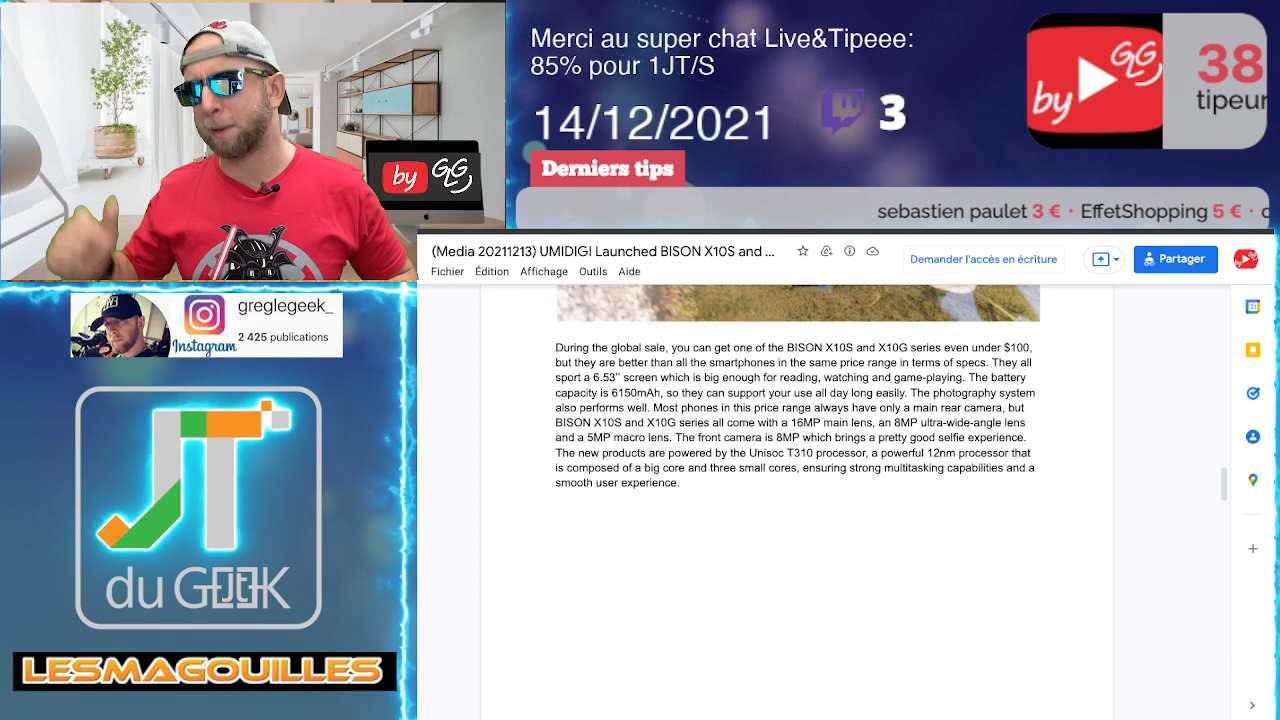 Merci au super chat Live&Tipeee:
85% pour 1JT/S
14/12/2021
3
Derniers tips
sebastien paulet 3 € · EffetShopping 5 € ·
by GLG
38
tipeur
by GLG
(Media 20211213) UMIDIGI Launched BISON X10S and ...
Fichier Édition Affichage Outils Aide
Demander l'accès en écriture
Partager
greglegeek_
2 425 publications
Instagram
JT
du GEEK
LESMAGOUILLES
During the global sale, you can get one of the BISON X10S and X10G series even under $100,
but they are better than all the smartphones in the same price range in terms of specs. They all
sport a 6.53’’ screen which is big enough for reading, watching and game-playing. The battery
capacity is 6150mAh, so they can support your use all day long easily. The photography system
also performs well. Most phones in this price range always have only a main rear camera, but
BISON X10S and X10G series all come with a 16MP main lens, an 8MP ultra-wide-angle lens
and a 5MP macro lens. The front camera is 8MP which brings a pretty good selfie experience.
The new products are powered by the Unisoc T310 processor, a powerful 12nm processor that
is composed of a big core and three small cores, ensuring strong multitasking capabilities and a
smooth user experience.